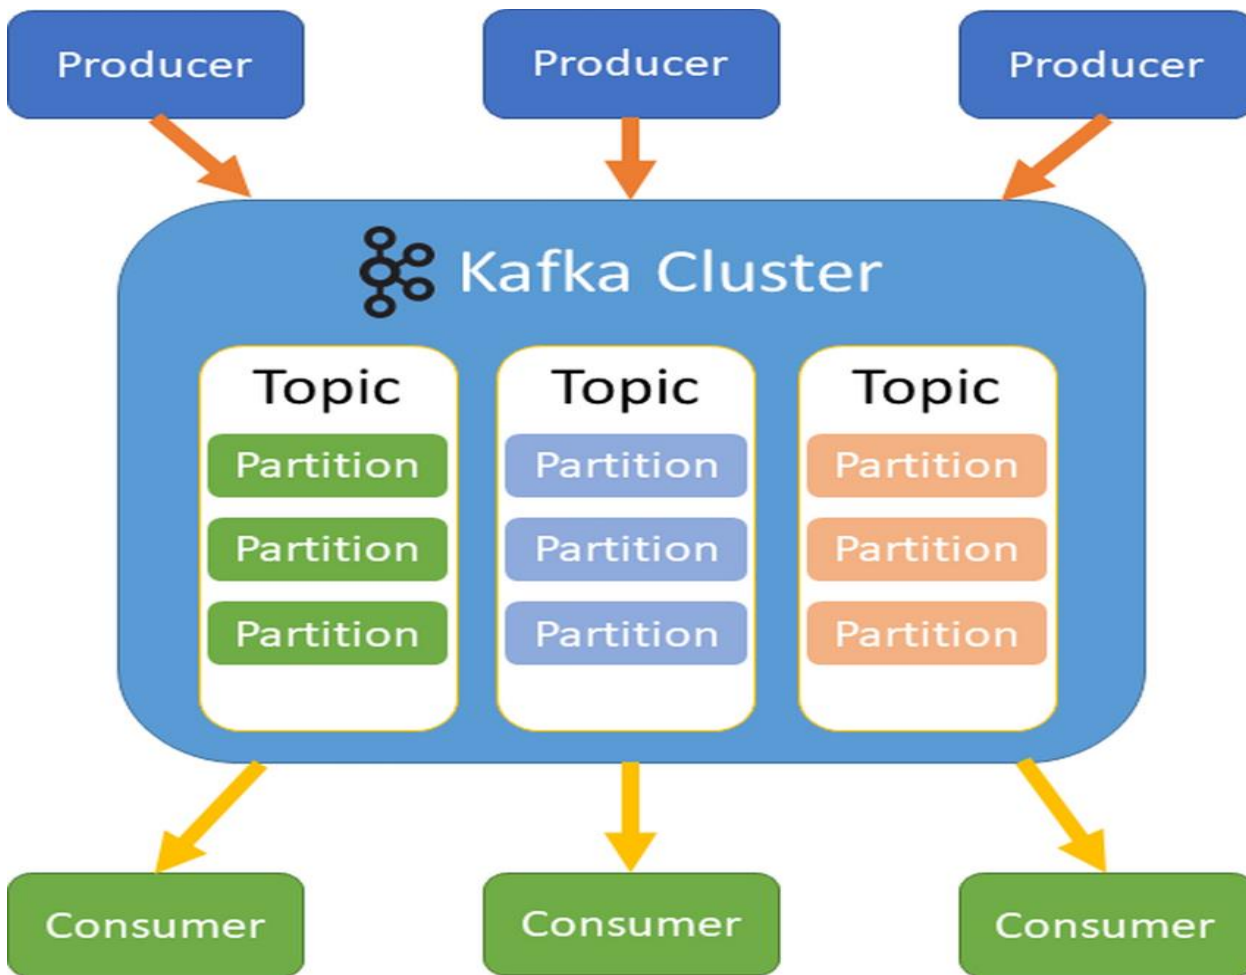 Producer
Producer
Producer
Kafka Cluster
Topic
Partition
Partition
Partition
Topic
Partition
Partition
Partition
Topic
Partition
Partition
Partition
Consumer
Consumer
Consumer